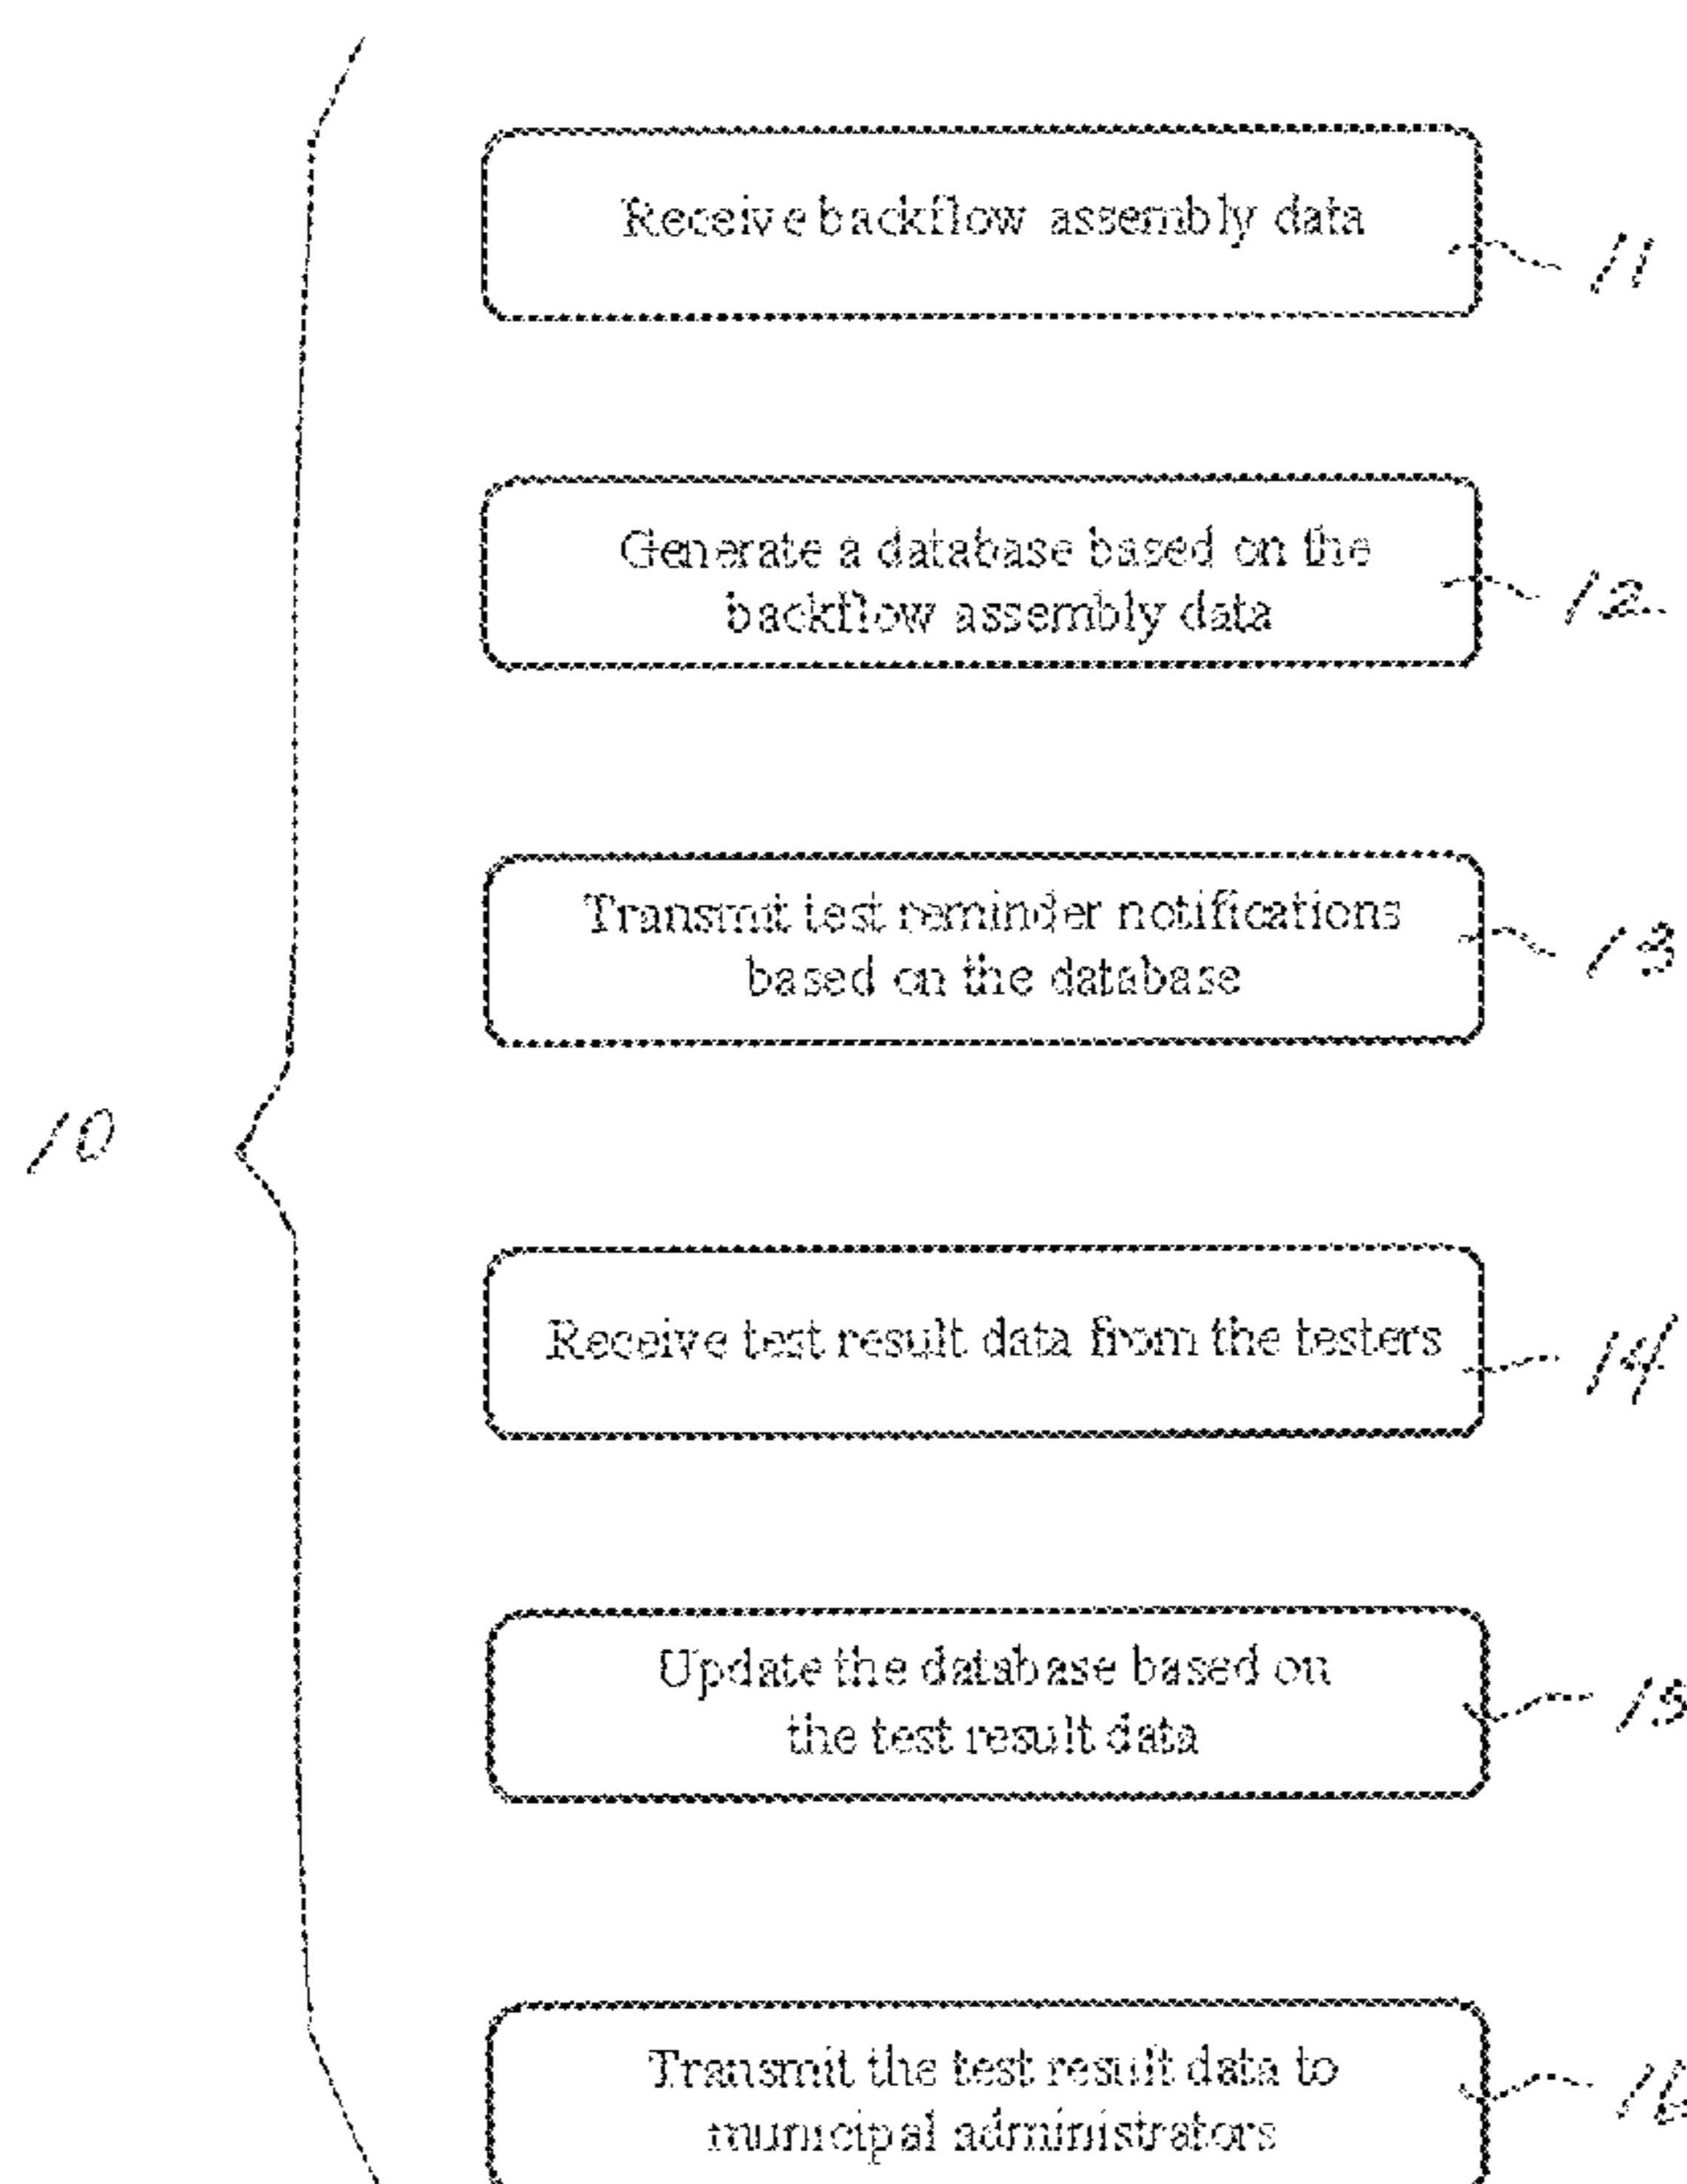 Receive backflow assembly data
11
Generate a database based on the
backflow assembly data
12
Transmit test reminder notifications
based on the database
13
10
Receive test result data from the testers
14
Update the database based on
the test result data
15
Transmit the test result data to
municipal administrators
16